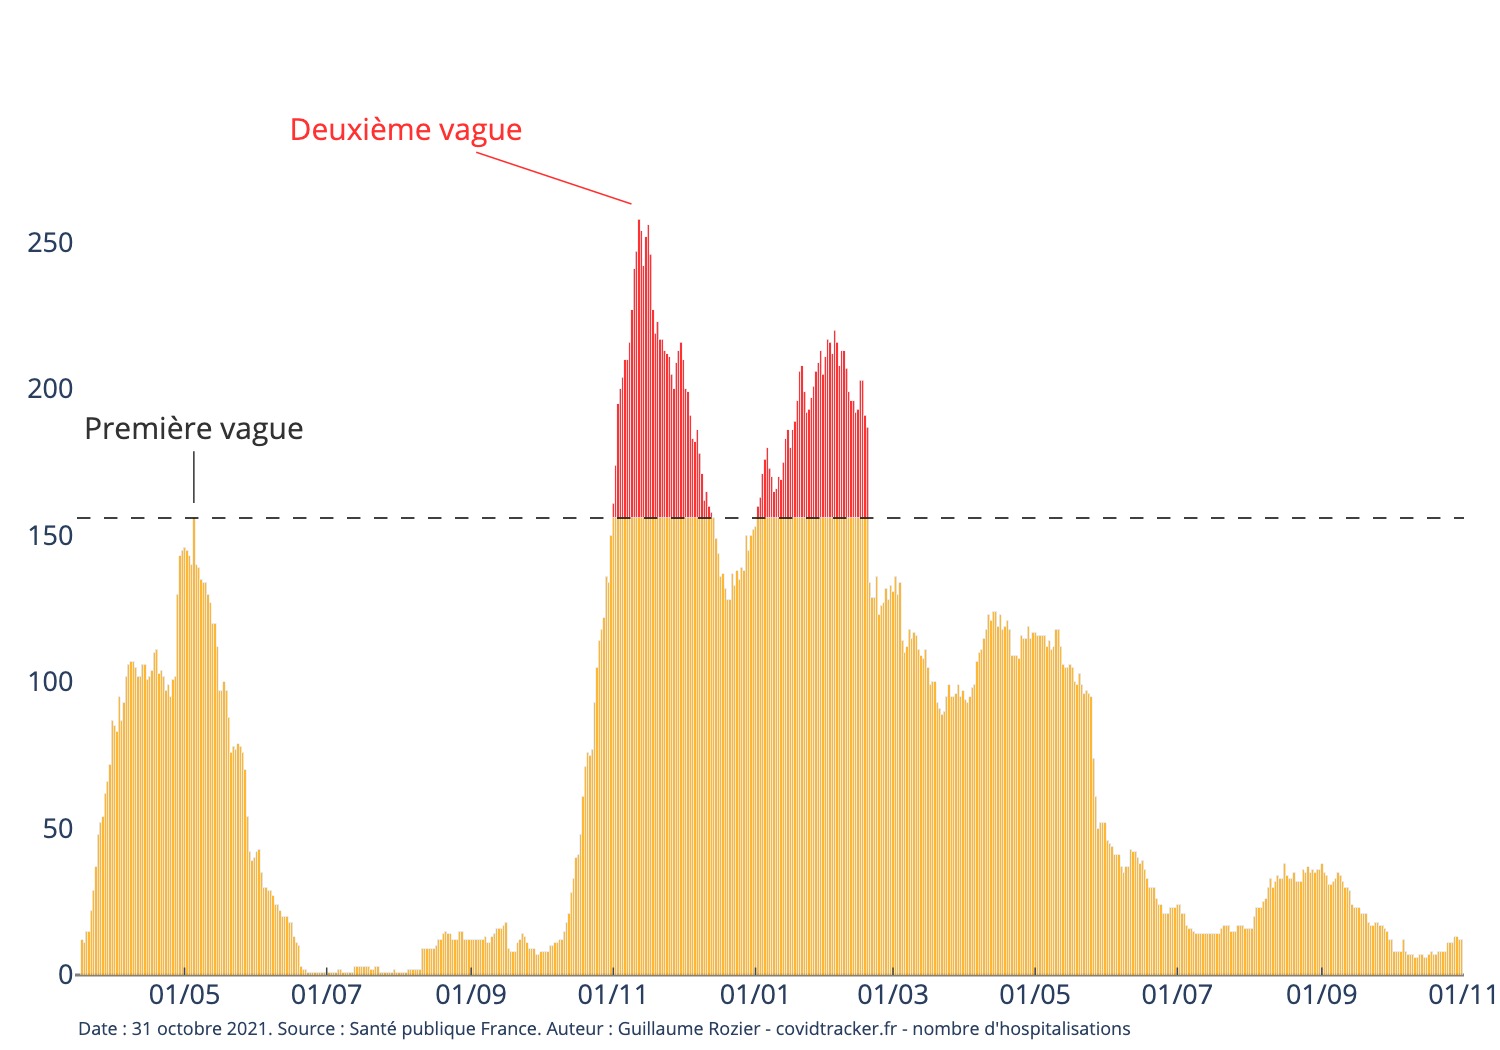 Deuxième vague
250
200
Première vague
150
100
50
0
01/05 01/07 01/09 01/11 01/01 01/03 01/05 01/07 01/09 01/11
Date : 31 octobre 2021. Source : Santé publique France. Auteur : Guillaume Rozier - covidtracker.fr - nombre d'hospitalisations